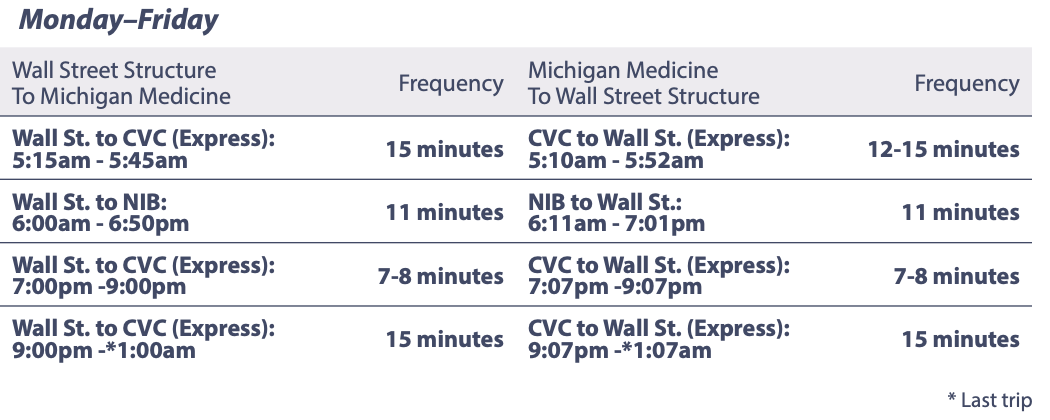 Monday–Friday
Wall Street Structure
To Michigan Medicine
Frequency
Michigan Medicine
To Wall Street Structure
Frequency
Wall St. to CVC (Express):
5:15am - 5:45am
15 minutes
CVC to Wall St. (Express):
5:10am - 5:52am
12-15 minutes
Wall St. to NIB:
6:00am - 6:50pm
11 minutes
NIB to Wall St.:
6:11am - 7:01pm
11 minutes
Wall St. to CVC (Express):
7:00pm -9:00pm
7-8 minutes
CVC to Wall St. (Express):
7:07pm -9:07pm
7-8 minutes
Wall St. to CVC (Express):
9:00pm -*1:00am
15 minutes
CVC to Wall St. (Express):
9:07pm -*1:07am
15 minutes
* Last trip